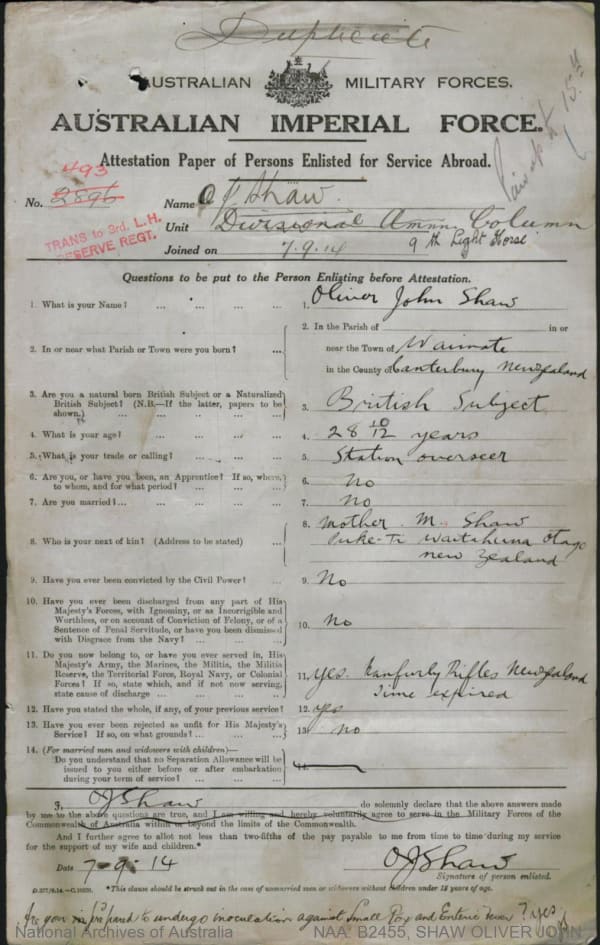 Duplicate
AUSTRALIAN MILITARY FORCES.
AUSTRALIAN IMPERIAL FORCE.
Attestation Paper of Persons Enlisted for Service Abroad.
Paid up to 15th
493
No. 2896 Name O J Shaw.
Unit Divisional Amm. Column
TRANS to 3rd. L.H. RESERVE REGT.
9th Light Horse
Joined on 7.9.14
Questions to be put to the Person Enlisting before Attestation.
1. What is your Name? ... ... ... ... 1. Oliver John Shaw
2. In or near what Parish or Town were you born? ... 2. In the Parish of in or
near the Town of Waimate
in the County of Canterbury New Zealand
3. Are you a natural born British Subject or a Naturalized
British Subject? (N.B.—If the latter, papers to be
shown.) ... ... ... ... 3. British Subject
4. What is your age? ... ... ... ... 4. 28 10/12 years
5. What is your trade or calling? ... ... ... 5. Station overseer
6. Are you, or have you been, an Apprentice? If so, where,
to whom, and for what period? ... ... ... 6. No
7. Are you married?... ... ... ... ... 7. No
8. Who is your next of kin? (Address to be stated) ... 8. Mother. M. Shaw
Puke-Ti Waitahuna Otago
New Zealand
9. Have you ever been convicted by the Civil Power? ... 9. No
10. Have you ever been discharged from any part of His
Majesty's Forces, with Ignominy, or as Incorrigible and
Worthless, or on account of Conviction of Felony, or of a
Sentence of Penal Servitude, or have you been dismissed
with Disgrace from the Navy? ... ... ... 10. No
11. Do you now belong to, or have you ever served in, His
Majesty's Army, the Marines, the Militia, the Militia
Reserve, the Territorial Force, Royal Navy, or Colonial
Forces? If so, state which, and if not now serving,
state cause of discharge ... ... ... ... 11. yes. Ranfurly Rifles New Zealand
Time expired
12. Have you stated the whole, if any, of your previous service? 12. yes
13. Have you ever been rejected as unfit for His Majesty's
Service? If so, on what grounds? ... ... ... 13. No
14. (For married men and widowers with children)—
Do you understand that no Separation Allowance will be
issued to you either before or after embarkation
during your term of service? ... ... ... 14.
I, O J Shaw do solemnly declare that the above answers made
by me to the above questions are true, and I am willing and hereby voluntarily agree to serve in the Military Forces of the
Commonwealth of Australia within or beyond the limits of the Commonwealth.
And I further agree to allot not less than two-fifths of the pay payable to me from time to time during my service
for the support of my wife and children.*
Date 7-9-14 O J Shaw
Signature of person enlisted.
*This clause should be struck out in the case of unmarried men or widowers without children under 18 years of age.
Are you prepared to undergo inoculation against Small Pox and Enteric fever? Yes
National Archives of Australia NAA: B2455, SHAW OLIVER JOHN